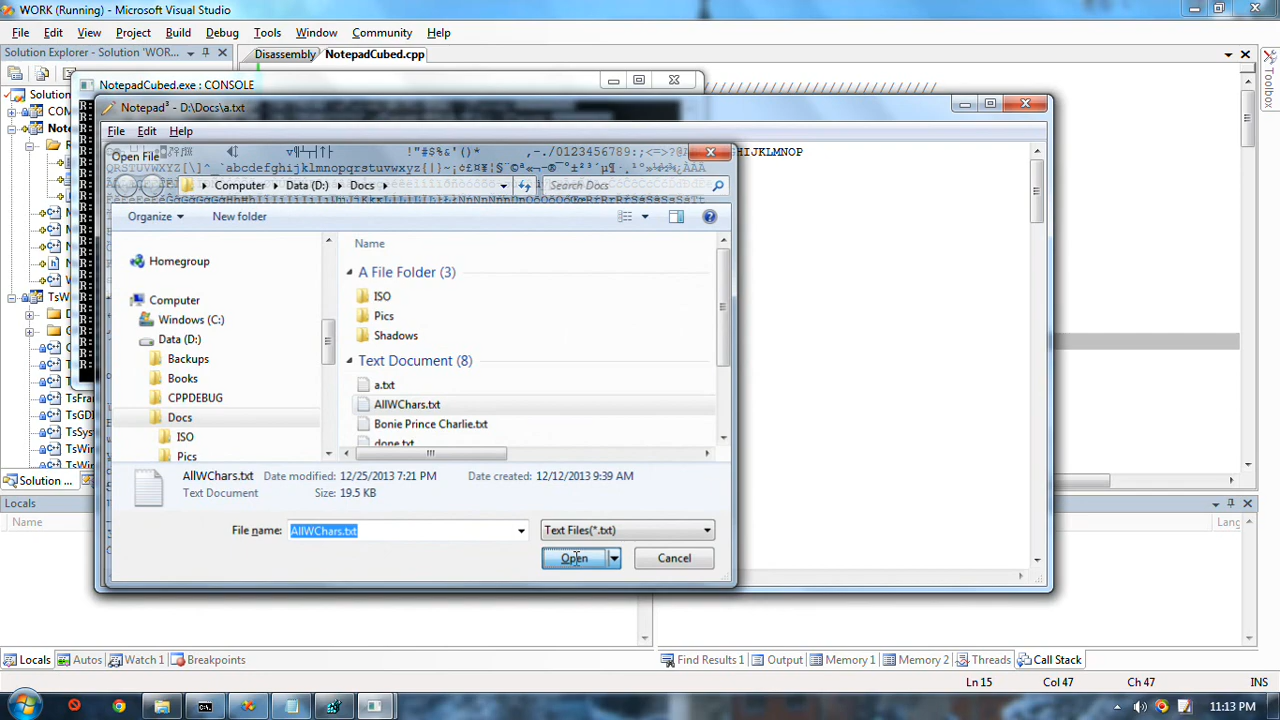 WORK (Running) - Microsoft Visual Studio
File Edit View Project Build Debug Tools Window Community Help
Solution Explorer - Solution 'WOR...
Disassembly NotepadCubed.cpp
Toolbox
NotepadCubed.exe : CONSOLE
Notepad³ - D:\Docs\a.txt
File Edit Help
Open File
Computer Data (D:) Docs
Search Docs
Organize New folder
Name
Homegroup
Computer
Windows (C:)
Data (D:)
Backups
Books
CPPDEBUG
Docs
ISO
Pics
A File Folder (3)
ISO
Pics
Shadows
Text Document (8)
a.txt
AllWChars.txt
Bonie Prince Charlie.txt
done.txt
AllWChars.txt Date modified: 12/25/2013 7:21 PM Date created: 12/12/2013 9:39 AM
Text Document Size: 19.5 KB
File name: AllWChars.txt Text Files(*.txt)
Open Cancel
Solution ...
Locals
Name
Lang
Locals Autos Watch 1 Breakpoints
Find Results 1 Output Memory 1 Memory 2 Threads Call Stack
Ln 15 Col 47 Ch 47 INS
11:13 PM